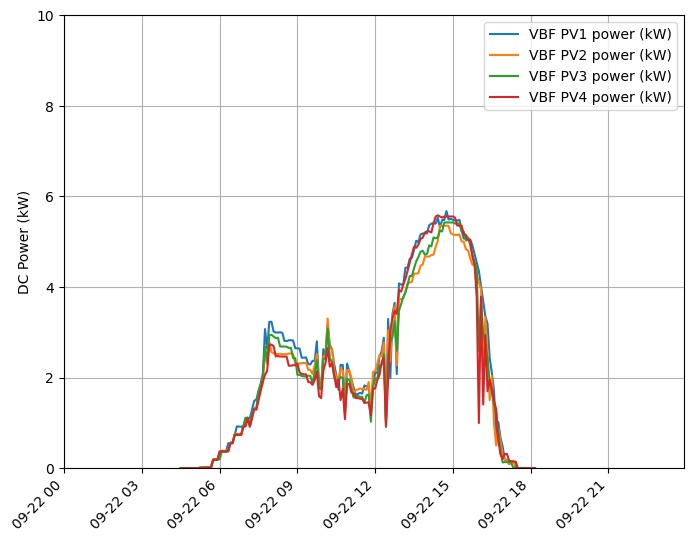 VBF PV1 power (kW)
VBF PV2 power (kW)
VBF PV3 power (kW)
VBF PV4 power (kW)
DC Power (kW)
10
8
6
4
2
0
09-22 00
09-22 03
09-22 06
09-22 09
09-22 12
09-22 15
09-22 18
09-22 21